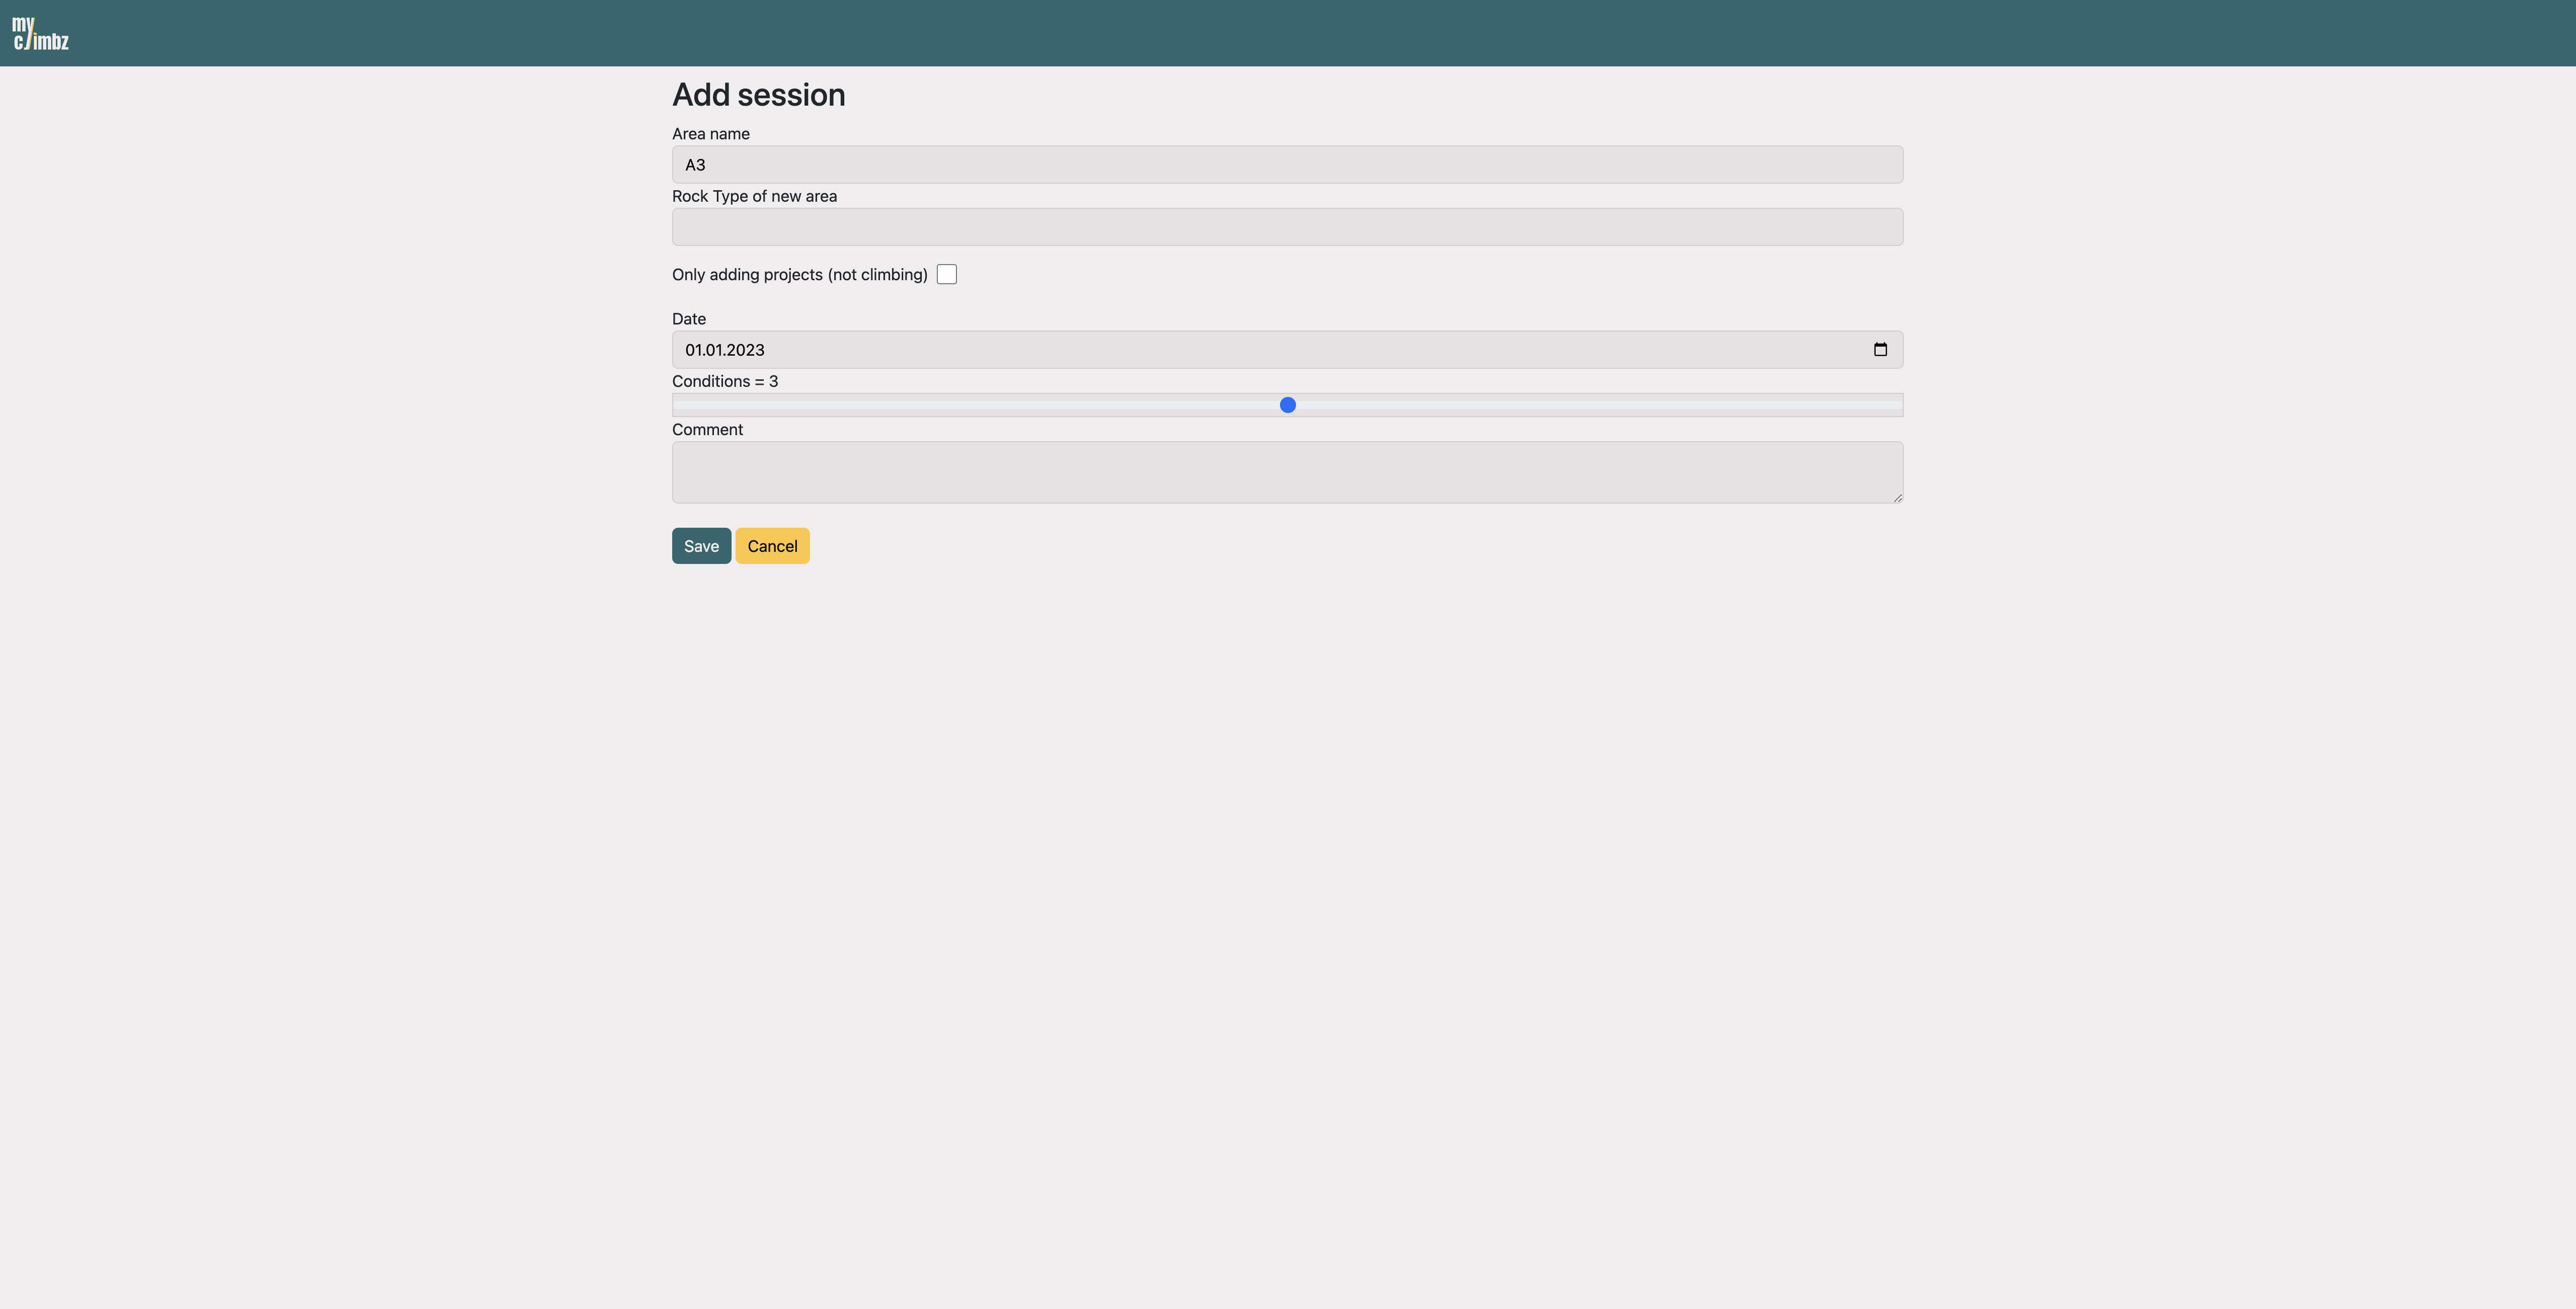 my
climbz
Add session
Area name
A3
Rock Type of new area
Only adding projects (not climbing)
Date
01.01.2023
Conditions = 3
Comment
Save Cancel